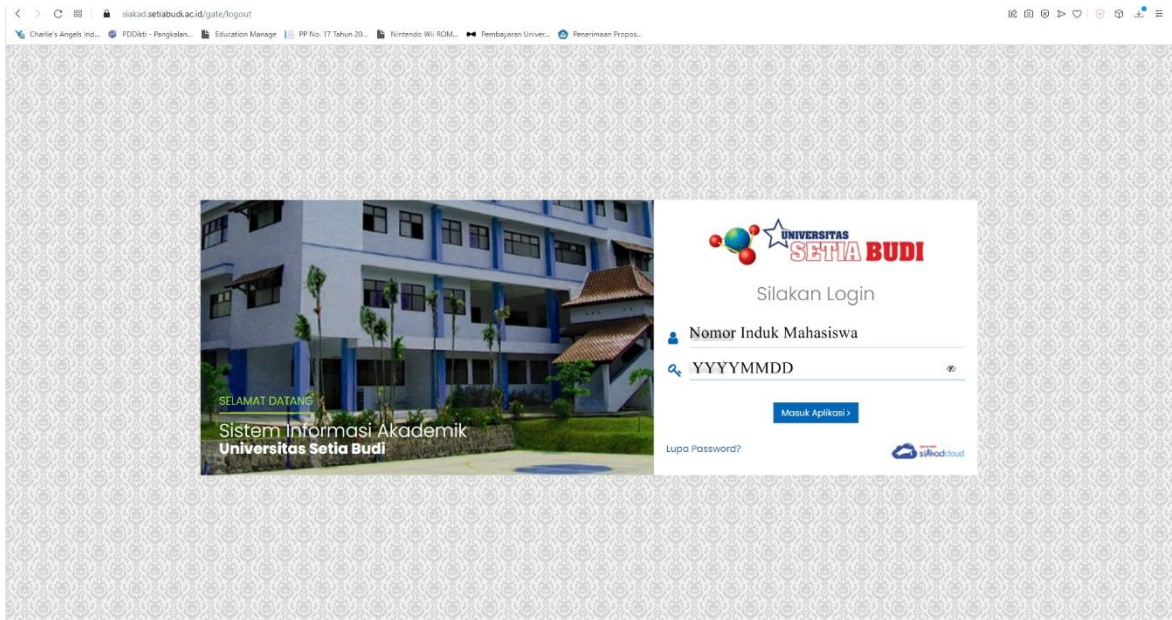 siakad.setiabudi.ac.id/gate/logout
Charlie's Angels Ind...
PDDikti - Pangkalan...
Education Manage
PP No. 17 Tahun 20...
Nintendo Wii ROM...
Pembayaran Univer...
Penerimaan Propos...
UNIVERSITAS
SETIA BUDI
Silakan Login
Nomor Induk Mahasiswa
YYYYMMDD
Masuk Aplikasi >
Lupa Password?
siAkadcloud
SELAMAT DATANG
Sistem Informasi Akademik
Universitas Setia Budi